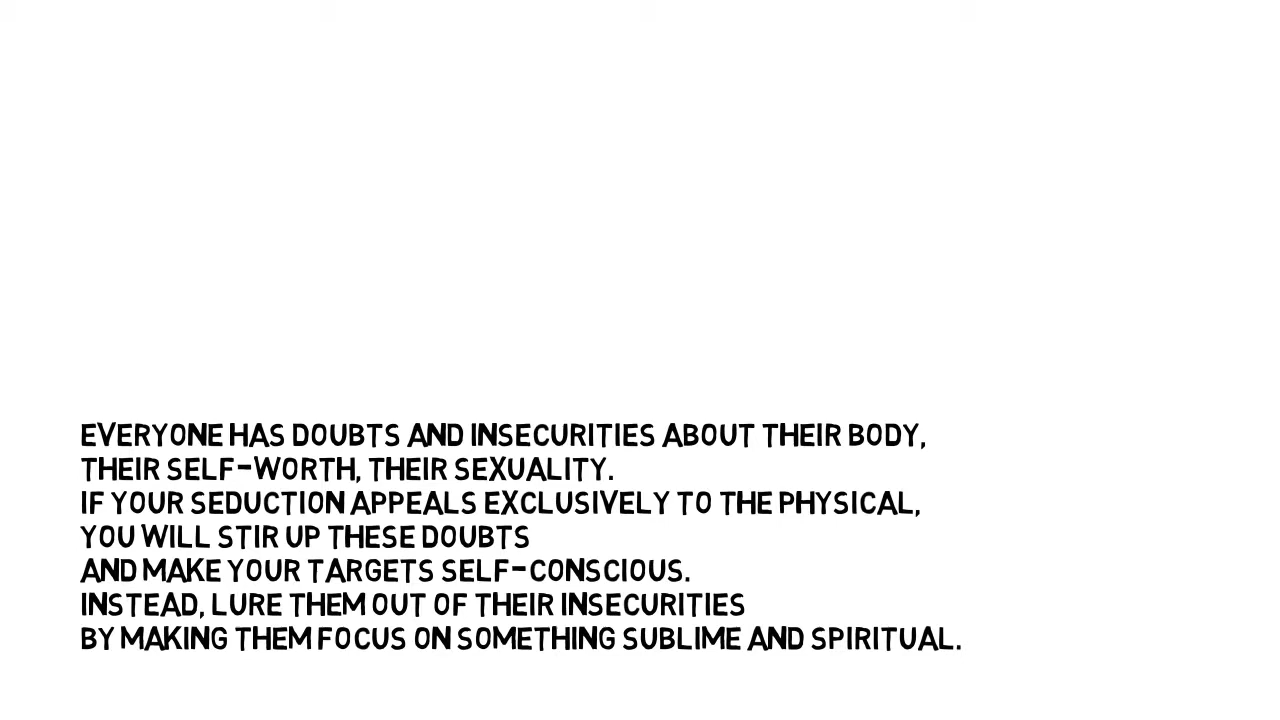 EVERYONE HAS DOUBTS AND INSECURITIES ABOUT THEIR BODY,
THEIR SELF-WORTH, THEIR SEXUALITY.
IF YOUR SEDUCTION APPEALS EXCLUSIVELY TO THE PHYSICAL,
YOU WILL STIR UP THESE DOUBTS
AND MAKE YOUR TARGETS SELF-CONSCIOUS.
INSTEAD, LURE THEM OUT OF THEIR INSECURITIES
BY MAKING THEM FOCUS ON SOMETHING SUBLIME AND SPIRITUAL.